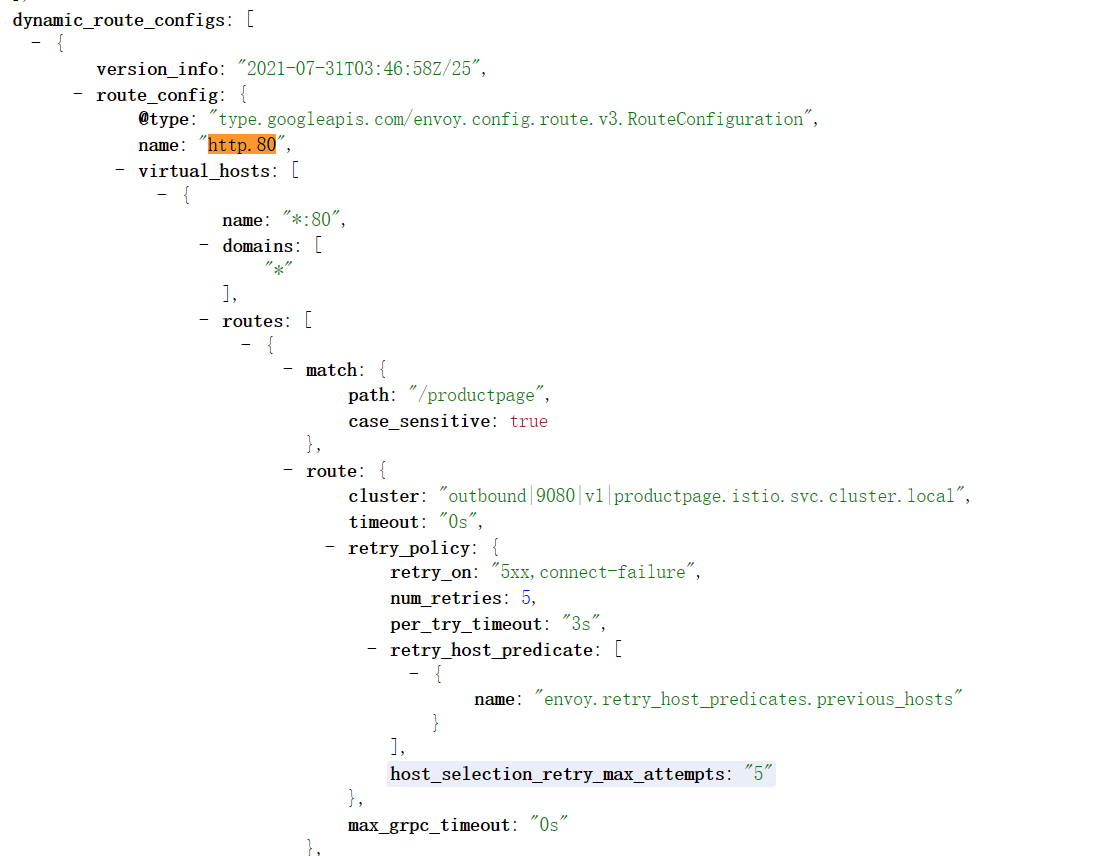 dynamic_route_configs: [
- {
version_info: "2021-07-31T03:46:58Z/25",
- route_config: {
@type: "type.googleapis.com/envoy.config.route.v3.RouteConfiguration",
name: "http.80",
- virtual_hosts: [
- {
name: "*:80",
- domains: [
"*"
],
- routes: [
- {
- match: {
path: "/productpage",
case_sensitive: true
},
- route: {
cluster: "outbound|9080|v1|productpage.istio.svc.cluster.local",
timeout: "0s",
- retry_policy: {
retry_on: "5xx,connect-failure",
num_retries: 5,
per_try_timeout: "3s",
- retry_host_predicate: [
- {
name: "envoy.retry_host_predicates.previous_hosts"
}
],
host_selection_retry_max_attempts: "5"
},
max_grpc_timeout: "0s"
},